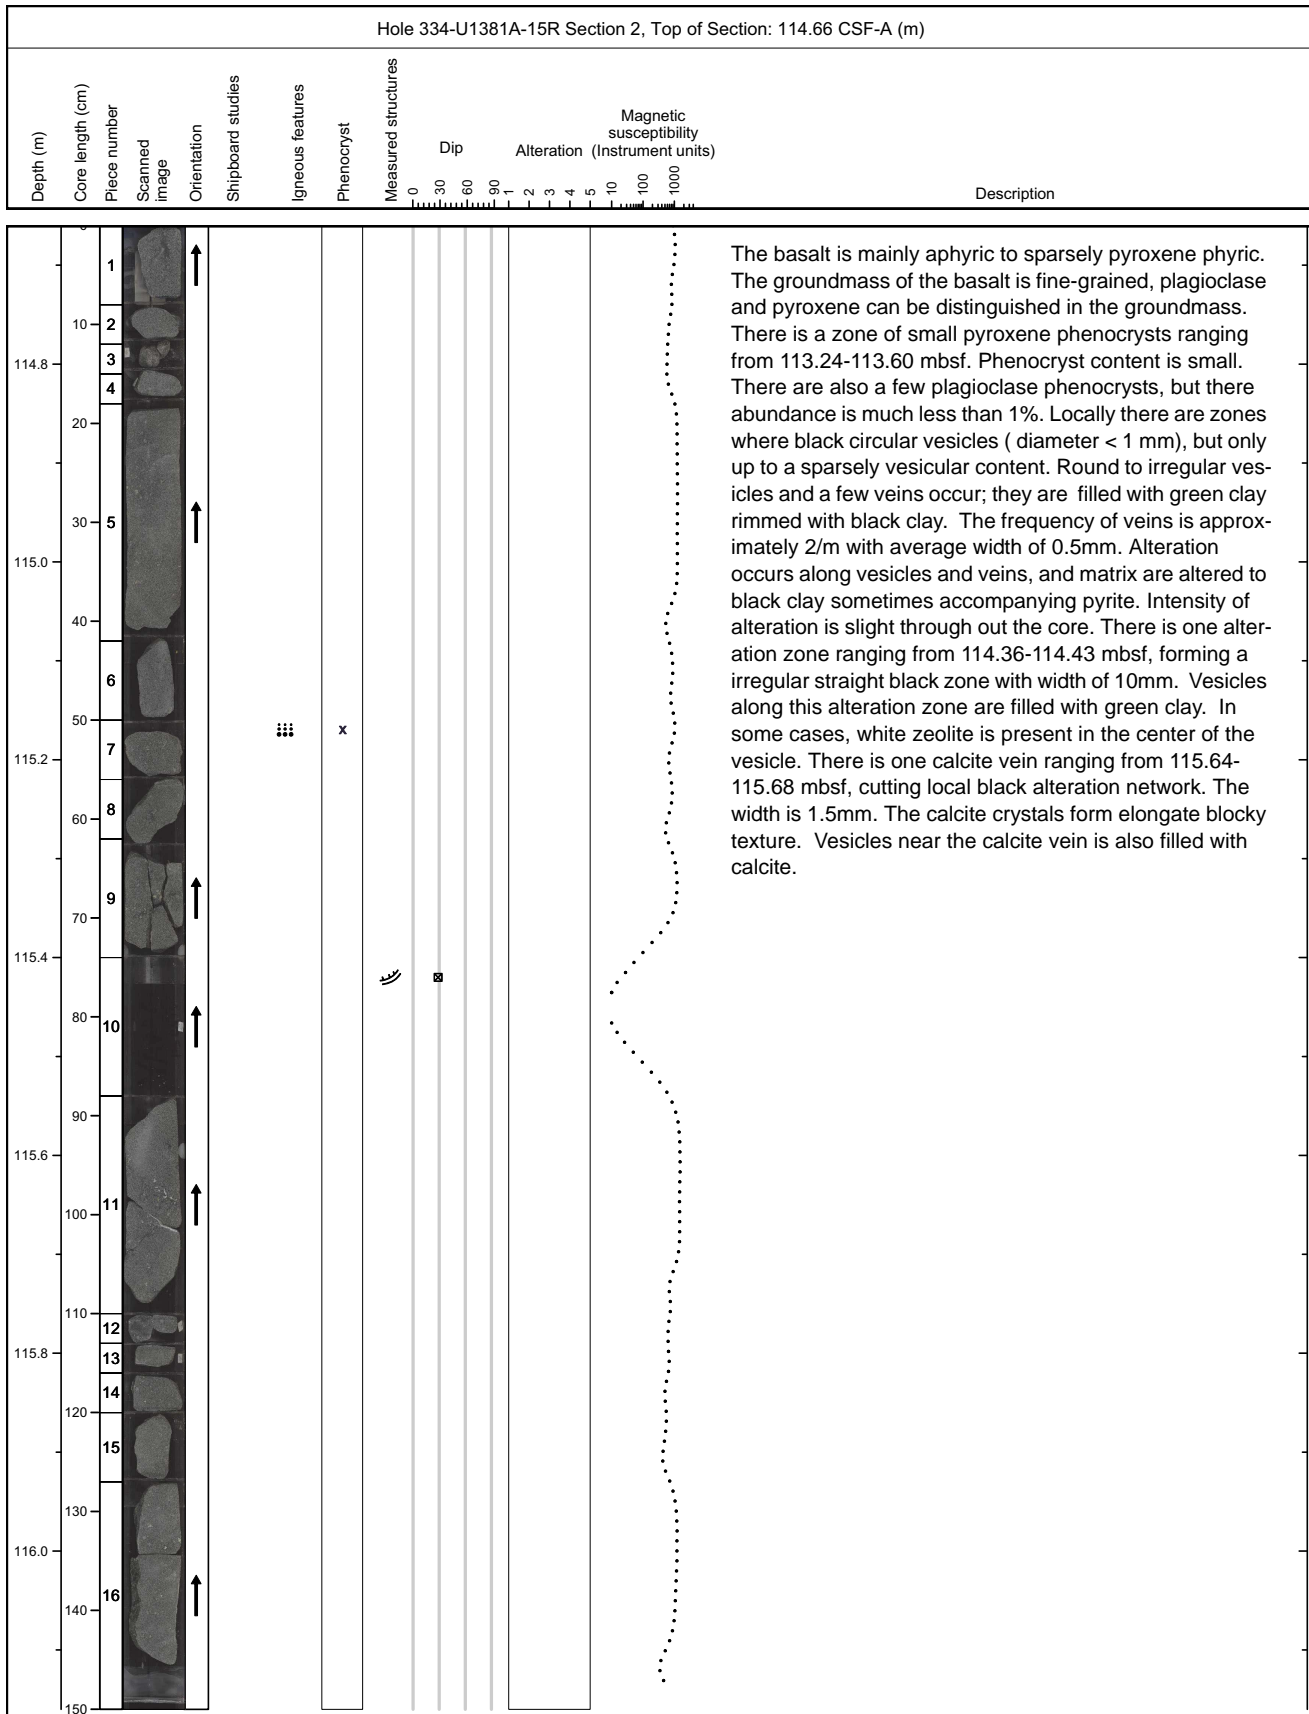 Hole 334-U1381A-15R Section 2, Top of Section: 114.66 CSF-A (m)
Depth (m)
Core length (cm)
Piece number
Scanned
image
Orientation
Shipboard studies
Igneous features
Phenocryst
Measured structures
Dip
0 30 60 90
Alteration
1 2 3 4 5
Magnetic
susceptibility
(Instrument units)
10 100 1000
Description
The basalt is mainly aphyric to sparsely pyroxene phyric.
The groundmass of the basalt is fine-grained, plagioclase
and pyroxene can be distinguished in the groundmass.
There is a zone of small pyroxene phenocrysts ranging
from 113.24-113.60 mbsf. Phenocryst content is small.
There are also a few plagioclase phenocrysts, but there
abundance is much less than 1%. Locally there are zones
where black circular vesicles ( diameter < 1 mm), but only
up to a sparsely vesicular content. Round to irregular ves-
icles and a few veins occur; they are filled with green clay
rimmed with black clay. The frequency of veins is approx-
imately 2/m with average width of 0.5mm. Alteration
occurs along vesicles and veins, and matrix are altered to
black clay sometimes accompanying pyrite. Intensity of
alteration is slight through out the core. There is one alter-
ation zone ranging from 114.36-114.43 mbsf, forming a
irregular straight black zone with width of 10mm. Vesicles
along this alteration zone are filled with green clay. In
some cases, white zeolite is present in the center of the
vesicle. There is one calcite vein ranging from 115.64-
115.68 mbsf, cutting local black alteration network. The
width is 1.5mm. The calcite crystals form elongate blocky
texture. Vesicles near the calcite vein is also filled with
calcite.
114.8
115.0
115.2
115.4
115.6
115.8
116.0
0
10
20
30
40
50
60
70
80
90
100
110
120
130
140
150
1
2
3
4
5
6
7
8
9
10
11
12
13
14
15
16
x